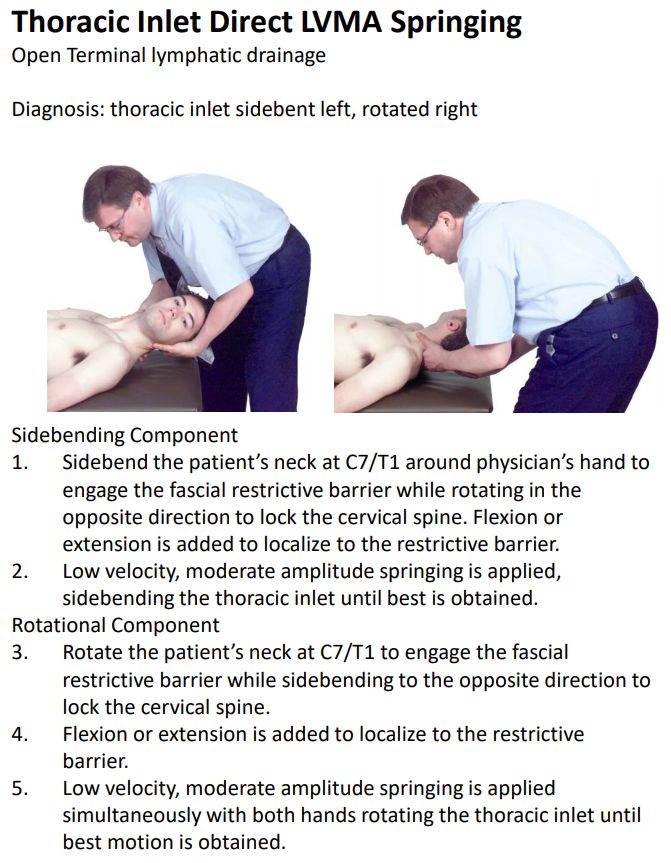 Thoracic Inlet Direct LVMA Springing
Open Terminal lymphatic drainage
Diagnosis: thoracic inlet sidebent left, rotated right
Sidebending Component
1. Sidebend the patient's neck at C7/T1 around physician's hand to
engage the fascial restrictive barrier while rotating in the
opposite direction to lock the cervical spine. Flexion or
extension is added to localize to the restrictive barrier.
2. Low velocity, moderate amplitude springing is applied,
sidebending the thoracic inlet until best is obtained.
Rotational Component
3. Rotate the patient's neck at C7/T1 to engage the fascial
restrictive barrier while sidebending to the opposite direction to
lock the cervical spine.
4. Flexion or extension is added to localize to the restrictive
barrier.
5. Low velocity, moderate amplitude springing is applied
simultaneously with both hands rotating the thoracic inlet until
best motion is obtained.